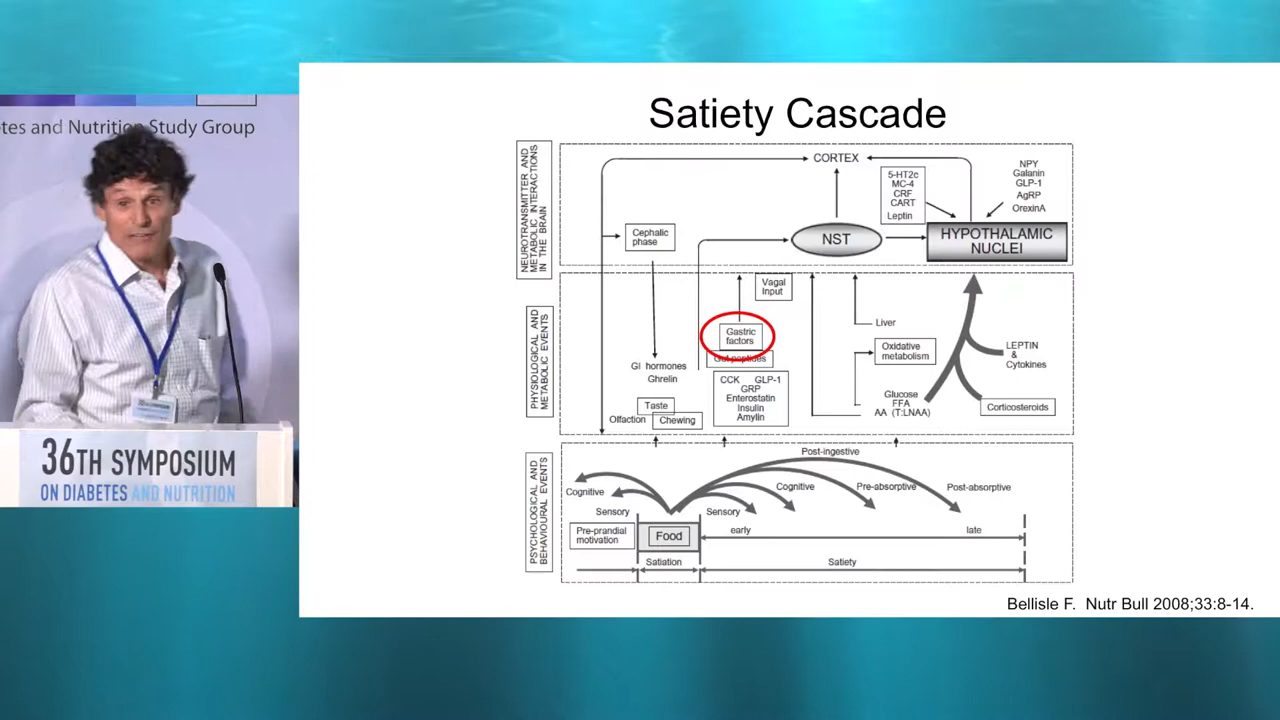 etes and Nutrition Study Group
36TH SYMPOSIUM
ON DIABETES AND NUTRITION
Satiety Cascade
NEUROTRANSMITTER AND
METABOLIC INTERACTIONS
IN THE BRAIN
CORTEX
5-HT2c
MC-4
CRF
CART
Leptin
NPY
Galanin
GLP-1
AgRP
OrexinA
Cephalic
phase
NST
HYPOTHALAMIC
NUCLEI
PHYSIOLOGICAL AND
METABOLIC EVENTS
Vagal
Input
Gastric
factors
Gut peptides
GI hormones
Ghrelin
CCK GLP-1
GRP
Enterostatin
Insulin
Amylin
Taste
Olfaction
Chewing
Liver
Oxidative
metabolism
Glucose
FFA
AA (T:LNAA)
LEPTIN
&
Cytokines
Corticosteroids
PSYCHOLOGICAL AND
BEHAVIOURAL EVENTS
Post-ingestive
Cognitive
Cognitive
Pre-absorptive
Post-absorptive
Sensory
Sensory
Pre-prandial
motivation
Food
early
late
Satiation
Satiety
Bellisle F. Nutr Bull 2008;33:8-14.